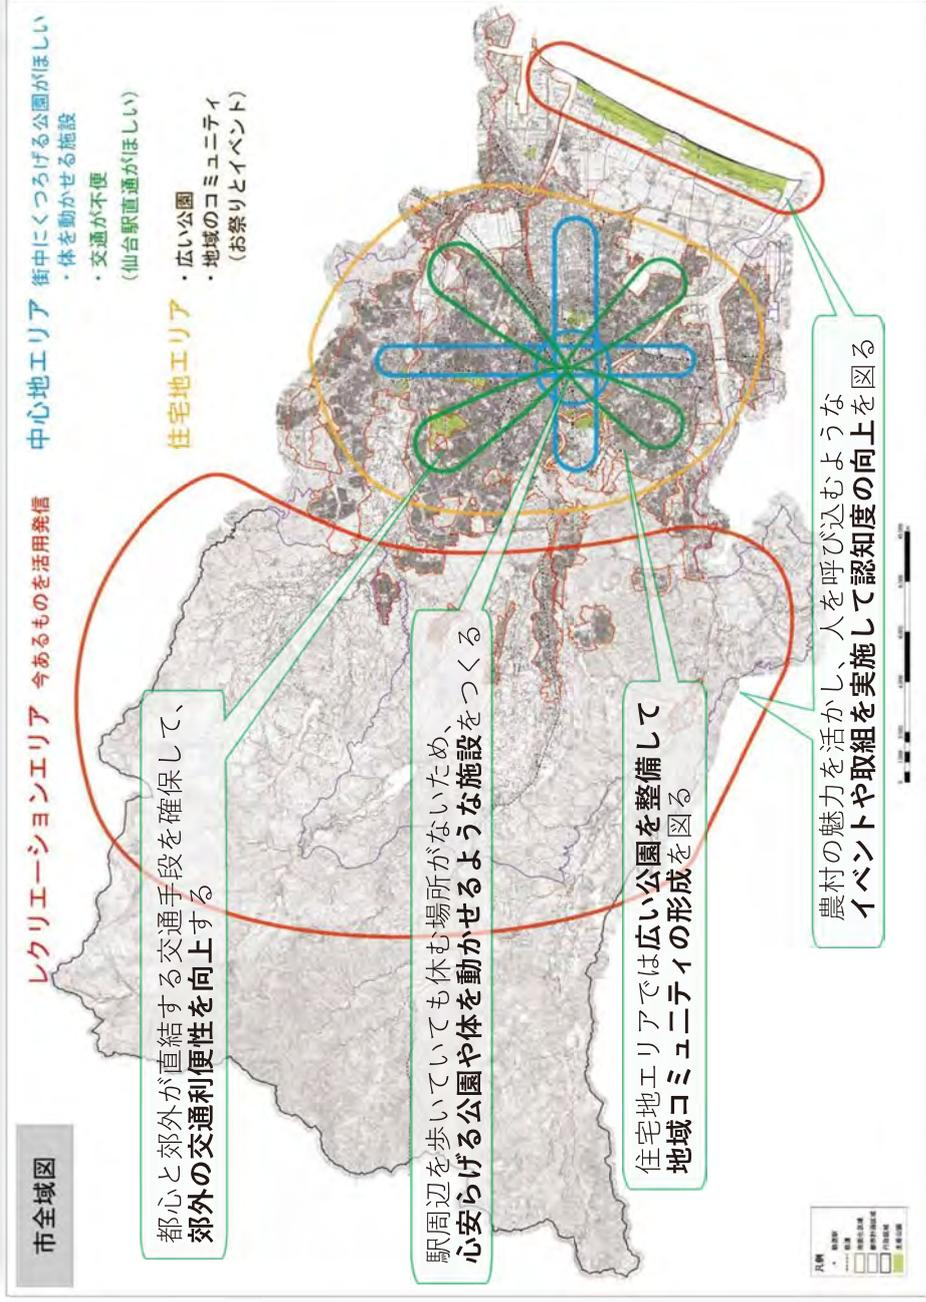 市全域図
レクリエーションエリア 今あるものを活用発信
中心地エリア 街中にくつろげる公園がほしい
・体を動かせる施設
・交通が不便
（仙台駅直通がほしい）
住宅地エリア
・広い公園
・地域のコミュニティ
（お祭りとイベント）
都心と郊外が直結する交通手段を確保して、
郊外の交通利便性を向上する
駅周辺を歩いていても休む場所がないため、
心安らげる公園や体を動かせるような施設をつくる
住宅地エリアでは広い公園を整備して
地域コミュニティの形成を図る
農村の魅力を活かし、人を呼び込むような
イベントや取組を実施して認知度の向上を図る
凡例